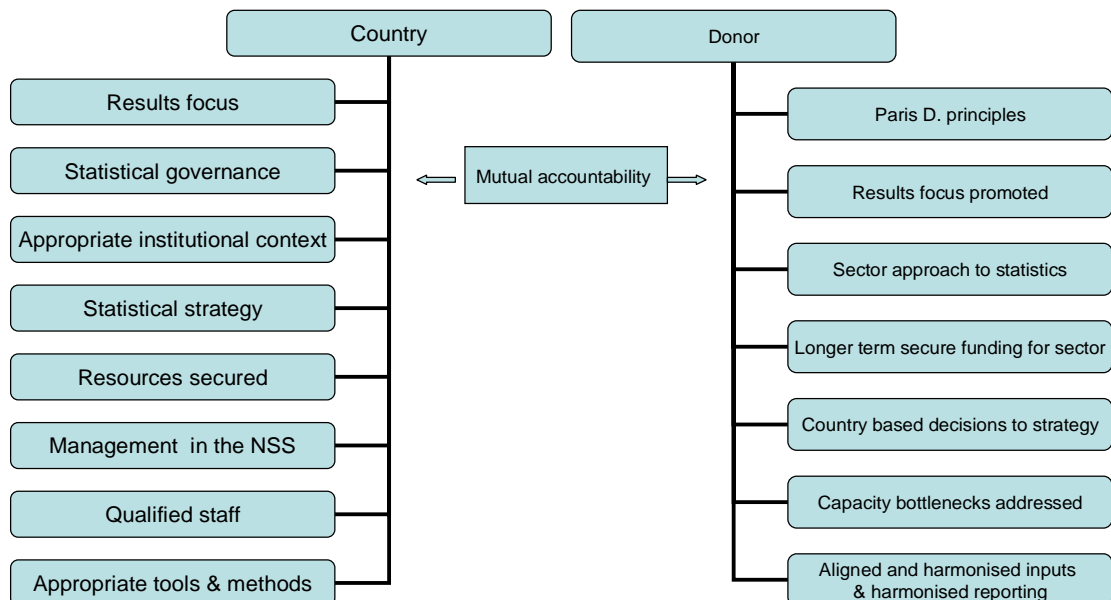 Country
Donor
Results focus
Statistical governance
Appropriate institutional context
Statistical strategy
Resources secured
Management in the NSS
Qualified staff
Appropriate tools & methods
Mutual accountability
Paris D. principles
Results focus promoted
Sector approach to statistics
Longer term secure funding for sector
Country based decisions to strategy
Capacity bottlenecks addressed
Aligned and harmonised inputs
& harmonised reporting